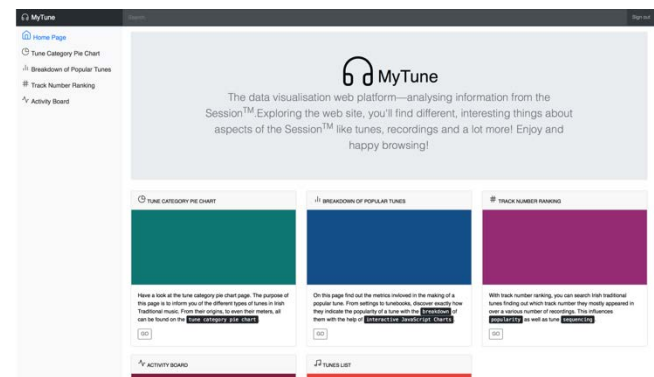 MyTune
Search
Sign out
Home Page
Tune Category Pie Chart
Breakdown of Popular Tunes
Track Number Ranking
Activity Board
MyTune
The data visualisation web platform—analysing information from the
Session™.Exploring the web site, you'll find different, interesting things about
aspects of the Session™ like tunes, recordings and a lot more! Enjoy and
happy browsing!
TUNE CATEGORY PIE CHART
Have a look at the tune category pie chart page. The purpose of
this page is to inform you of the different types of tunes in Irish
Traditional music. From their origins, to even their meters, all
can be found on the tune category pie chart
GO
BREAKDOWN OF POPULAR TUNES
On this page find out the metrics invloved in the making of a
popular tune. From settings to tunebooks, discover exactly how
they indicate the popularity of a tune with the breakdown of
them with the help of interactive JavaScript Charts
GO
TRACK NUMBER RANKING
With track number ranking, you can search Irish traditional
tunes finding out which track number they mostly appeared in
over a various number of recordings. This influences
popularity as well as tune sequencing
GO
ACTIVITY BOARD
TUNES LIST